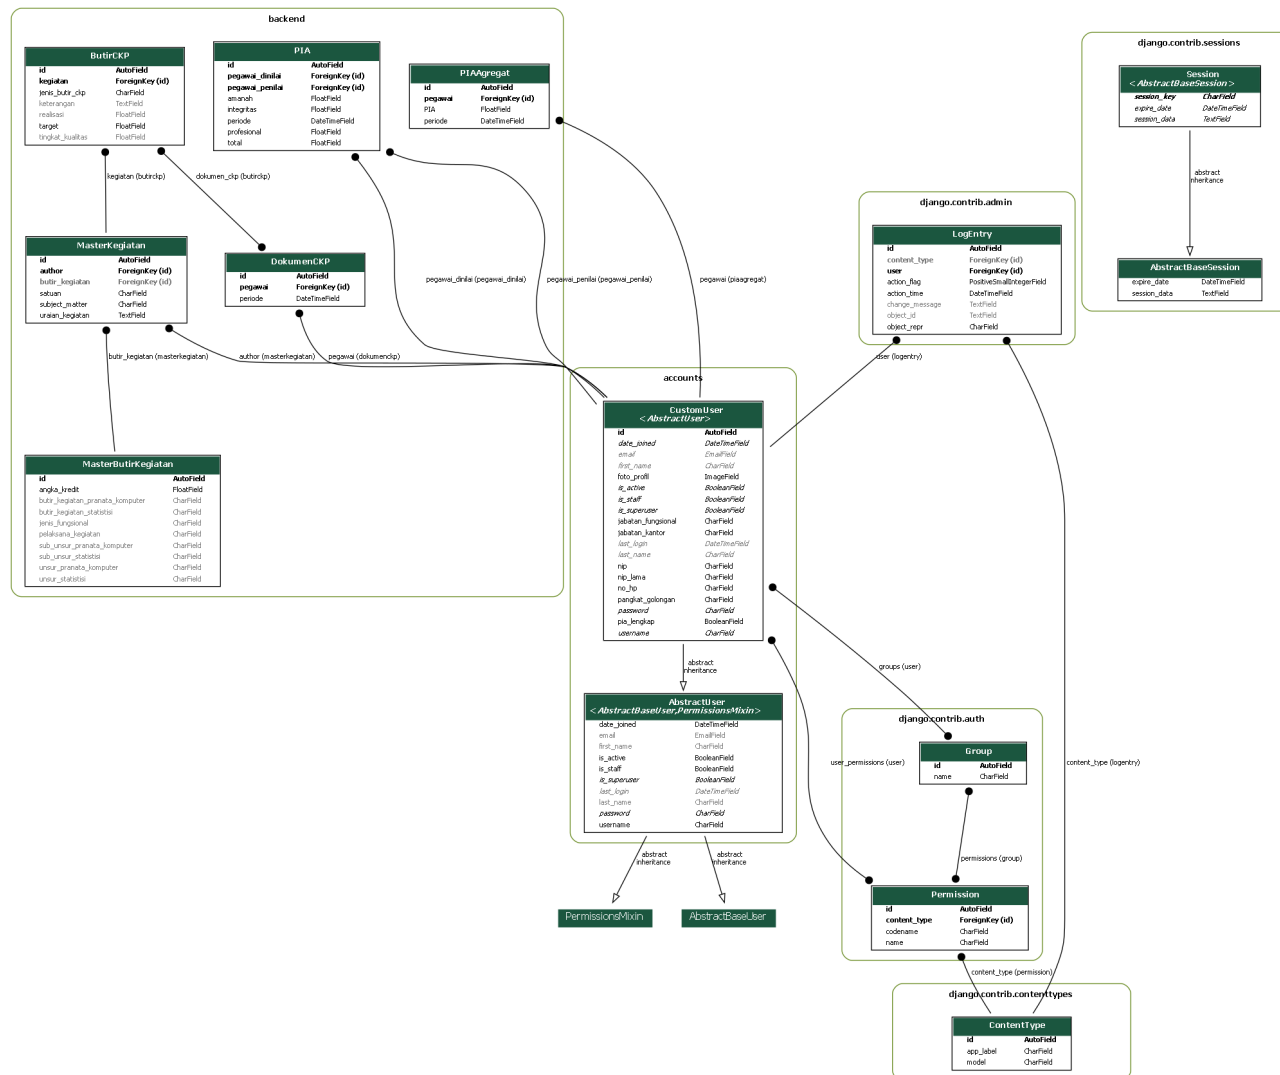 backend
ButirCKP
id AutoField
kegiatan ForeignKey (id)
jenis_butir_ckp CharField
keterangan TextField
realisasi FloatField
target FloatField
tingkat_kualitas FloatField
PIA
id AutoField
pegawai_dinilai ForeignKey (id)
pegawai_penilai ForeignKey (id)
amanah FloatField
integritas FloatField
periode DateTimeField
profesional FloatField
total FloatField
PIAAgregat
id AutoField
pegawai ForeignKey (id)
PIA FloatField
periode DateTimeField
kegiatan (butirckp)
dokumen_ckp (butirckp)
MasterKegiatan
id AutoField
author ForeignKey (id)
butir_kegiatan ForeignKey (id)
satuan CharField
subject_matter CharField
uraian_kegiatan TextField
DokumenCKP
id AutoField
pegawai ForeignKey (id)
periode DateTimeField
pegawai_dinilai (pegawai_dinilai)
pegawai_penilai (pegawai_penilai)
pegawai (piaagregat)
butir_kegiatan (masterkegiatan)
author (masterkegiatan)
pegawai (dokumenckp)
MasterButirKegiatan
id AutoField
angka_kredit FloatField
butir_kegiatan_pranata_komputer CharField
butir_kegiatan_statistisi CharField
jenis_fungsional CharField
pelaksana_kegiatan CharField
sub_unsur_pranata_komputer CharField
sub_unsur_statistisi CharField
unsur_pranata_komputer CharField
unsur_statistisi CharField
django.contrib.sessions
Session
<AbstractBaseSession>
session_key CharField
expire_date DateTimeField
session_data TextField
abstract
inheritance
AbstractBaseSession
expire_date DateTimeField
session_data TextField
django.contrib.admin
LogEntry
id AutoField
content_type ForeignKey (id)
user ForeignKey (id)
action_flag PositiveSmallIntegerField
action_time DateTimeField
change_message TextField
object_id TextField
object_repr CharField
user (logentry)
accounts
CustomUser
<AbstractUser>
id AutoField
date_joined DateTimeField
email EmailField
first_name CharField
foto_profil ImageField
is_active BooleanField
is_staff BooleanField
is_superuser BooleanField
jabatan_fungsional CharField
jabatan_kantor CharField
last_login DateTimeField
last_name CharField
nip CharField
nip_lama CharField
no_hp CharField
pangkat_golongan CharField
password CharField
pia_lengkap BooleanField
username CharField
abstract
inheritance
AbstractUser
<AbstractBaseUser,PermissionsMixin>
date_joined DateTimeField
email EmailField
first_name CharField
is_active BooleanField
is_staff BooleanField
is_superuser BooleanField
last_login DateTimeField
last_name CharField
password CharField
username CharField
abstract
inheritance
abstract
inheritance
PermissionsMixin
AbstractBaseUser
groups (user)
user_permissions (user)
content_type (logentry)
django.contrib.auth
Group
id AutoField
name CharField
permissions (group)
Permission
id AutoField
content_type ForeignKey (id)
codename CharField
name CharField
content_type (permission)
django.contrib.contenttypes
ContentType
id AutoField
app_label CharField
model CharField